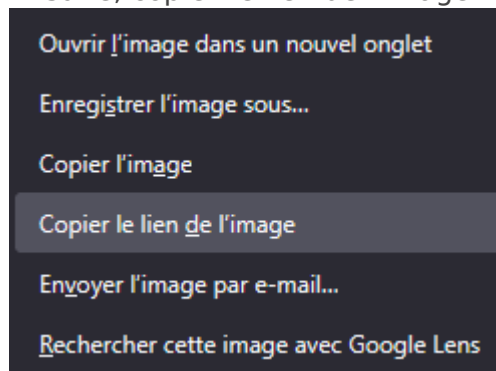 Ouvrir l'image dans un nouvel onglet
Enregistrer l'image sous...
Copier l'image
Copier le lien de l'image
Envoyer l'image par e-mail...
Rechercher cette image avec Google Lens